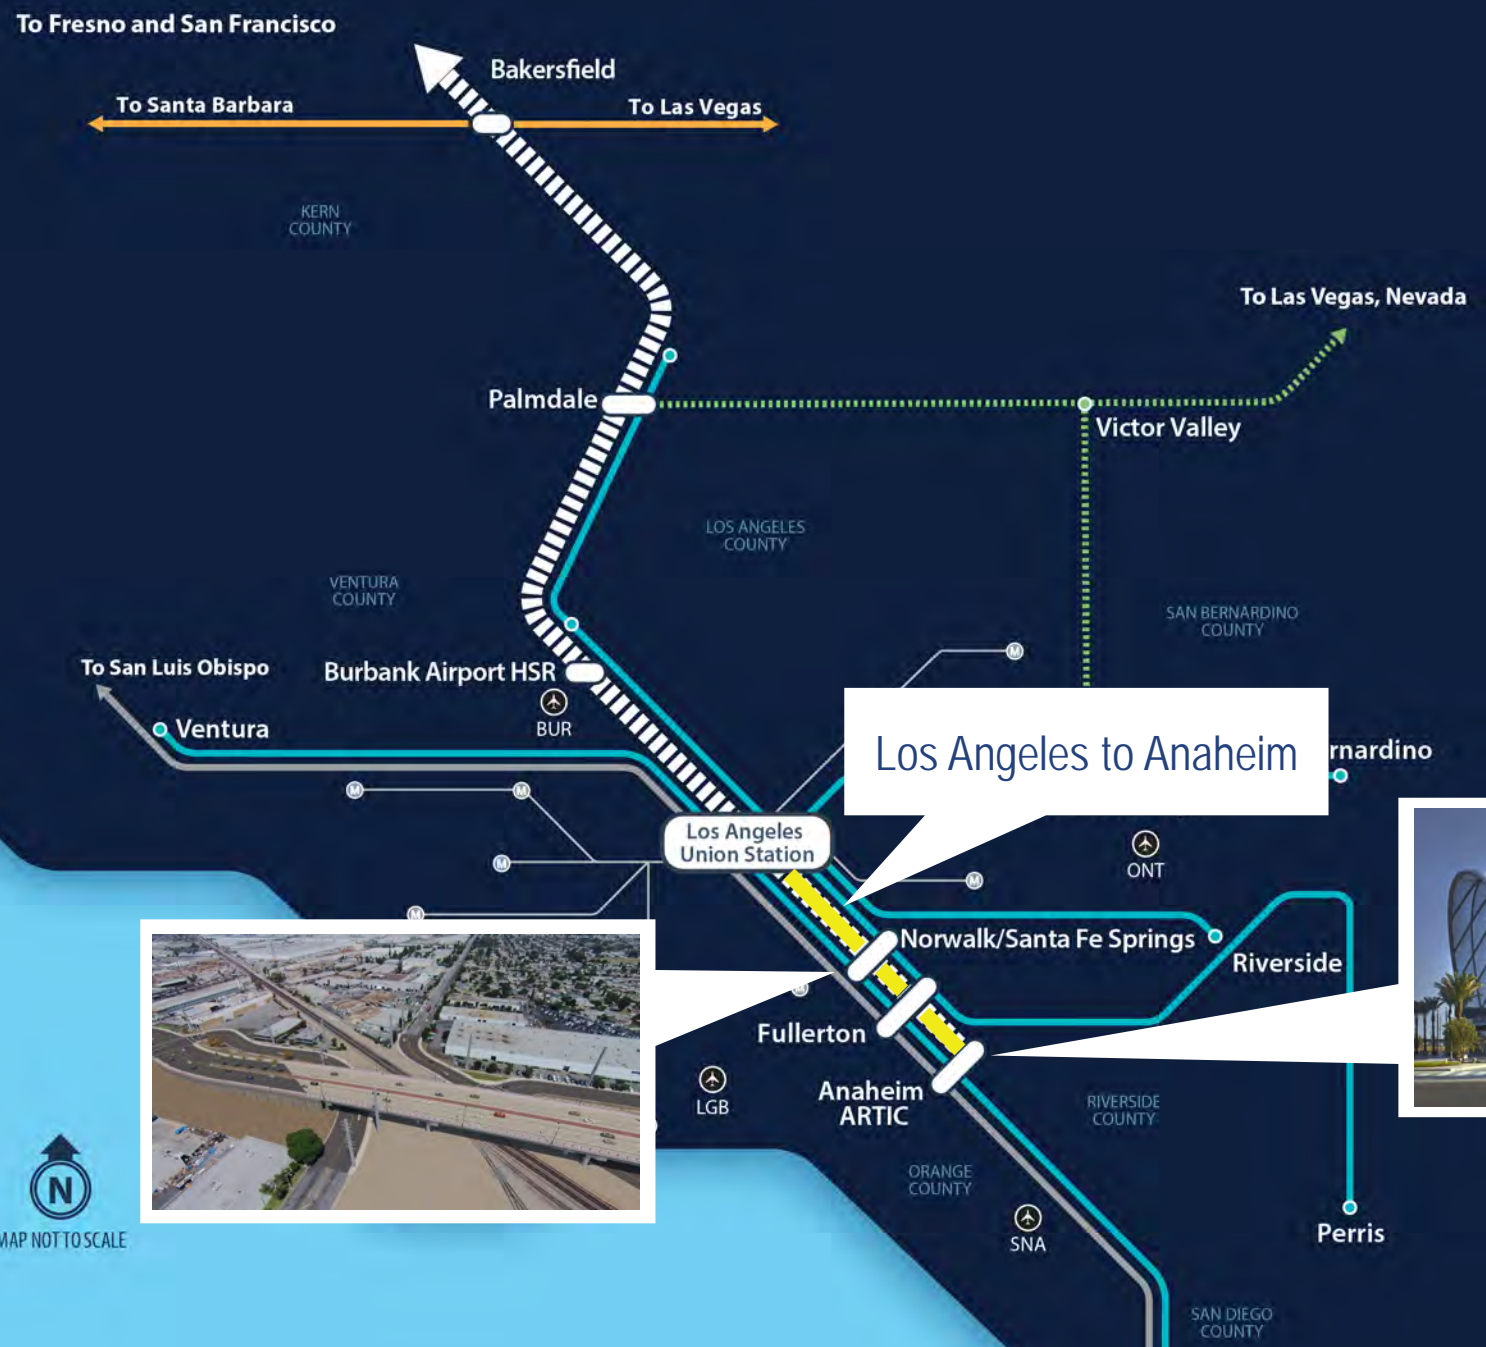 To Fresno and San Francisco
Bakersfield
To Santa Barbara
To Las Vegas
KERN
COUNTY
To Las Vegas, Nevada
Palmdale
Victor Valley
LOS ANGELES
COUNTY
VENTURA
COUNTY
SAN BERNARDINO
COUNTY
M
To San Luis Obispo
Burbank Airport HSR
BUR
Ventura
Los Angeles to Anaheim
rnardino
M
M
Los Angeles
Union Station
M
ONT
M
M
Norwalk/Santa Fe Springs
Riverside
Fullerton
Anaheim
ARTIC
LGB
RIVERSIDE
COUNTY
ORANGE
COUNTY
N
SNA
Perris
MAP NOT TO SCALE
SAN DIEGO
COUNTY